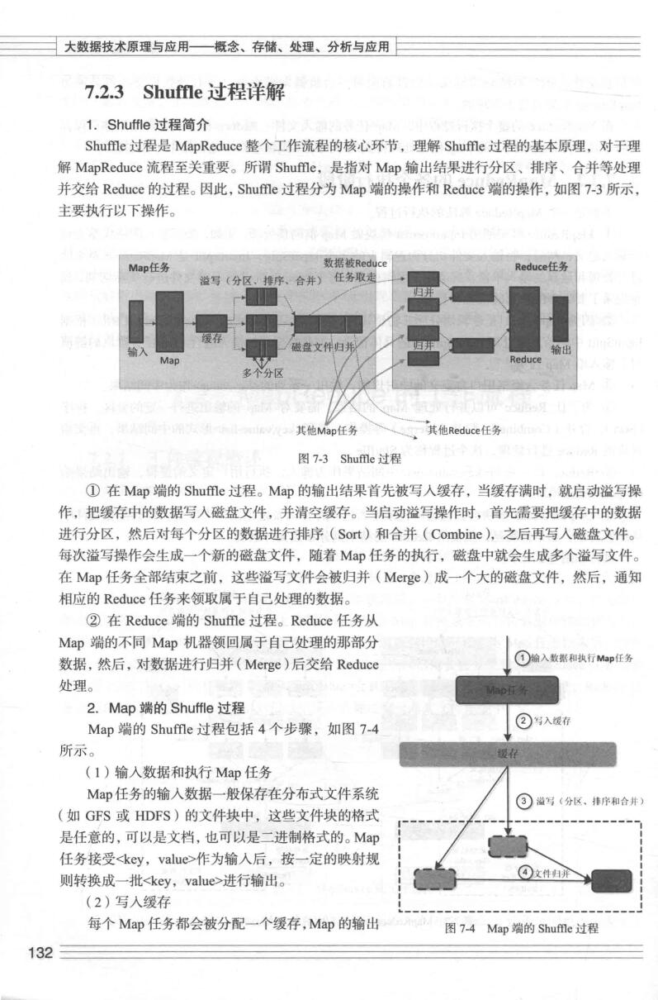 大数据技术原理与应用——概念、存储、处理、分析与应用
7.2.3 Shuffle 过程详解
1. Shuffle 过程简介
Shuffle 过程是 MapReduce 整个工作流程的核心环节，理解 Shuffle 过程的基本原理，对于理
解 MapReduce 流程至关重要。所谓 Shuffle，是指对 Map 输出结果进行分区、排序、合并等处理
并交给 Reduce 的过程。因此，Shuffle 过程分为 Map 端的操作和 Reduce 端的操作，如图 7-3 所示，
主要执行以下操作。
Map任务
溢写（分区、排序、合并）
数据被Reduce
任务取走
Reduce任务
归并
输入
Map
缓存
磁盘文件归并
多个分区
归并
Reduce
输出
其他Map任务
其他Reduce任务
图 7-3 Shuffle 过程
① 在 Map 端的 Shuffle 过程。Map 的输出结果首先被写入缓存，当缓存满时，就启动溢写操
作，把缓存中的数据写入磁盘文件，并清空缓存。当启动溢写操作时，首先需要把缓存中的数据
进行分区，然后对每个分区的数据进行排序（Sort）和合并（Combine），之后再写入磁盘文件。
每次溢写操作会生成一个新的磁盘文件，随着 Map 任务的执行，磁盘中就会生成多个溢写文件。
在 Map 任务全部结束之前，这些溢写文件会被归并（Merge）成一个大的磁盘文件，然后，通知
相应的 Reduce 任务来领取属于自己处理的数据。
② 在 Reduce 端的 Shuffle 过程。Reduce 任务从
Map 端的不同 Map 机器领回属于自己处理的那部分
数据，然后，对数据进行归并（Merge）后交给 Reduce
处理。
2. Map 端的 Shuffle 过程
Map 端的 Shuffle 过程包括 4 个步骤，如图 7-4
所示。
（1）输入数据和执行 Map 任务
Map任务的输入数据一般保存在分布式文件系统
（如 GFS 或 HDFS）的文件块中，这些文件块的格式
是任意的，可以是文档，也可以是二进制格式的。Map
任务接受<key，value>作为输入后，按一定的映射规
则转换成一批<key，value>进行输出。
（2）写入缓存
每个 Map 任务都会被分配一个缓存，Map 的输出
①输入数据和执行Map任务
Map任务
②写入缓存
缓存
③溢写（分区、排序和合并）
④文件归并
图 7-4 Map 端的 Shuffle 过程
132